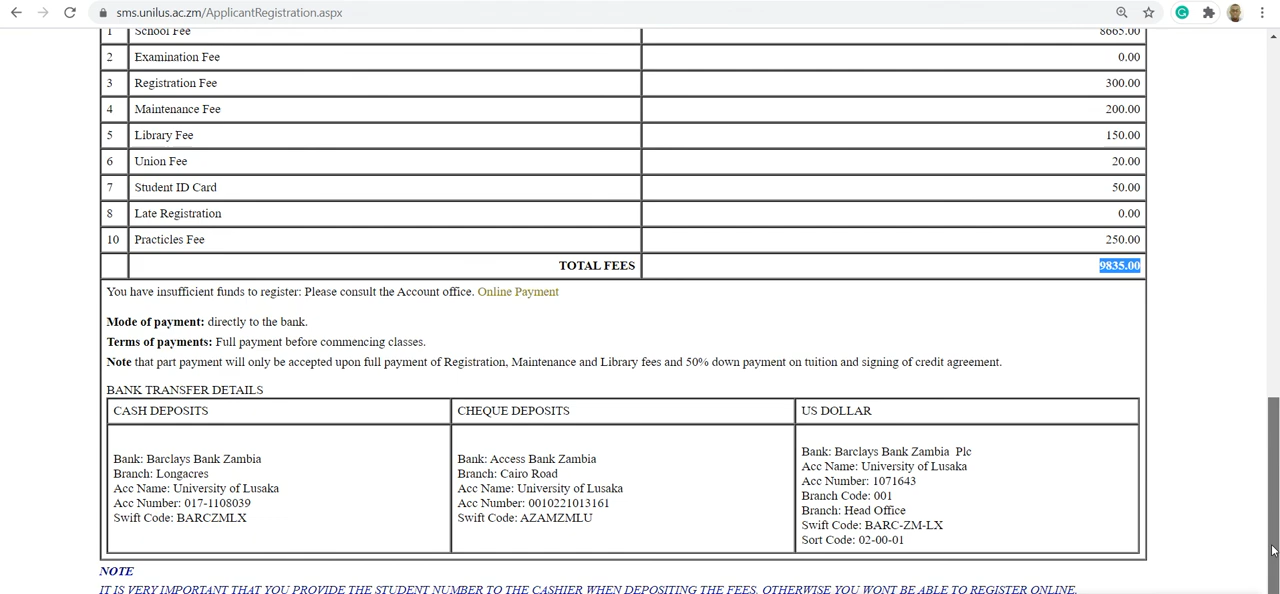 sms.unilus.ac.zm/ApplicantRegistration.aspx
1 School Fee 8665.00
2 Examination Fee 0.00
3 Registration Fee 300.00
4 Maintenance Fee 200.00
5 Library Fee 150.00
6 Union Fee 20.00
7 Student ID Card 50.00
8 Late Registration 0.00
10 Practicles Fee 250.00
TOTAL FEES 9835.00
You have insufficient funds to register: Please consult the Account office. Online Payment
Mode of payment: directly to the bank.
Terms of payments: Full payment before commencing classes.
Note that part payment will only be accepted upon full payment of Registration, Maintenance and Library fees and 50% down payment on tuition and signing of credit agreement.
BANK TRANSFER DETAILS
CASH DEPOSITS
Bank: Barclays Bank Zambia
Branch: Longacres
Acc Name: University of Lusaka
Acc Number: 017-1108039
Swift Code: BARCZMLX
CHEQUE DEPOSITS
Bank: Access Bank Zambia
Branch: Cairo Road
Acc Name: University of Lusaka
Acc Number: 0010221013161
Swift Code: AZAMZMLU
US DOLLAR
Bank: Barclays Bank Zambia Plc
Acc Name: University of Lusaka
Acc Number: 1071643
Branch Code: 001
Branch: Head Office
Swift Code: BARC-ZM-LX
Sort Code: 02-00-01
NOTE
IT IS VERY IMPORTANT THAT YOU PROVIDE THE STUDENT NUMBER TO THE CASHIER WHEN DEPOSITING THE FEES. OTHERWISE YOU WONT BE ABLE TO REGISTER ONLINE.